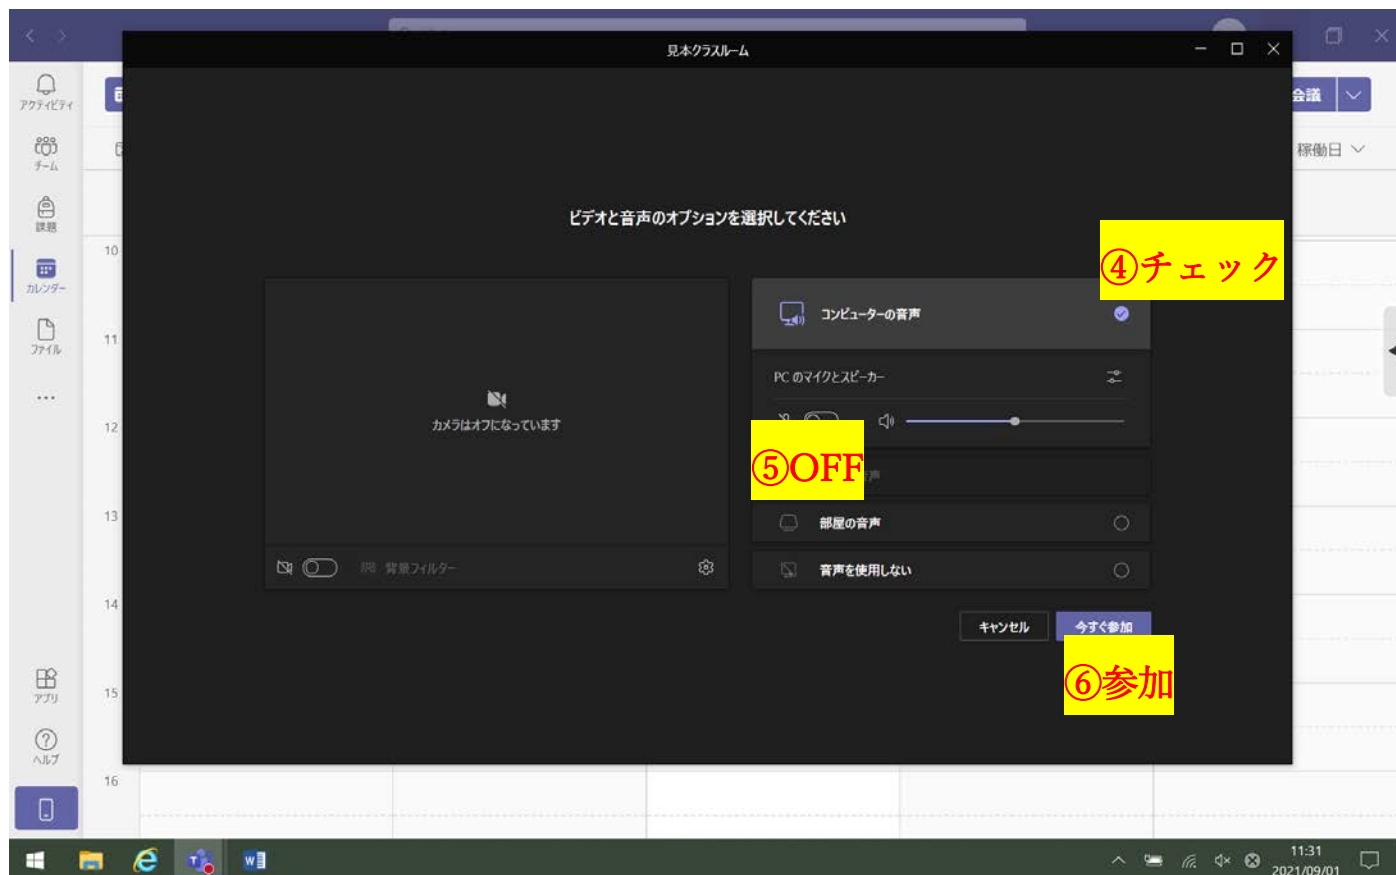 見本クラスルーム
アクティビティ
会議
チーム
稼働日
課題
ビデオと音声のオプションを選択してください
10
④チェック
カレンダー
コンピューターの音声
ファイル
11
PC のマイクとスピーカー
カメラはオフになっています
12
⑤OFF
音声
13
部屋の音声
背景フィルター
音声を使用しない
14
キャンセル
今すぐ参加
⑥参加
アプリ
15
ヘルプ
16
11:31
2021/09/01